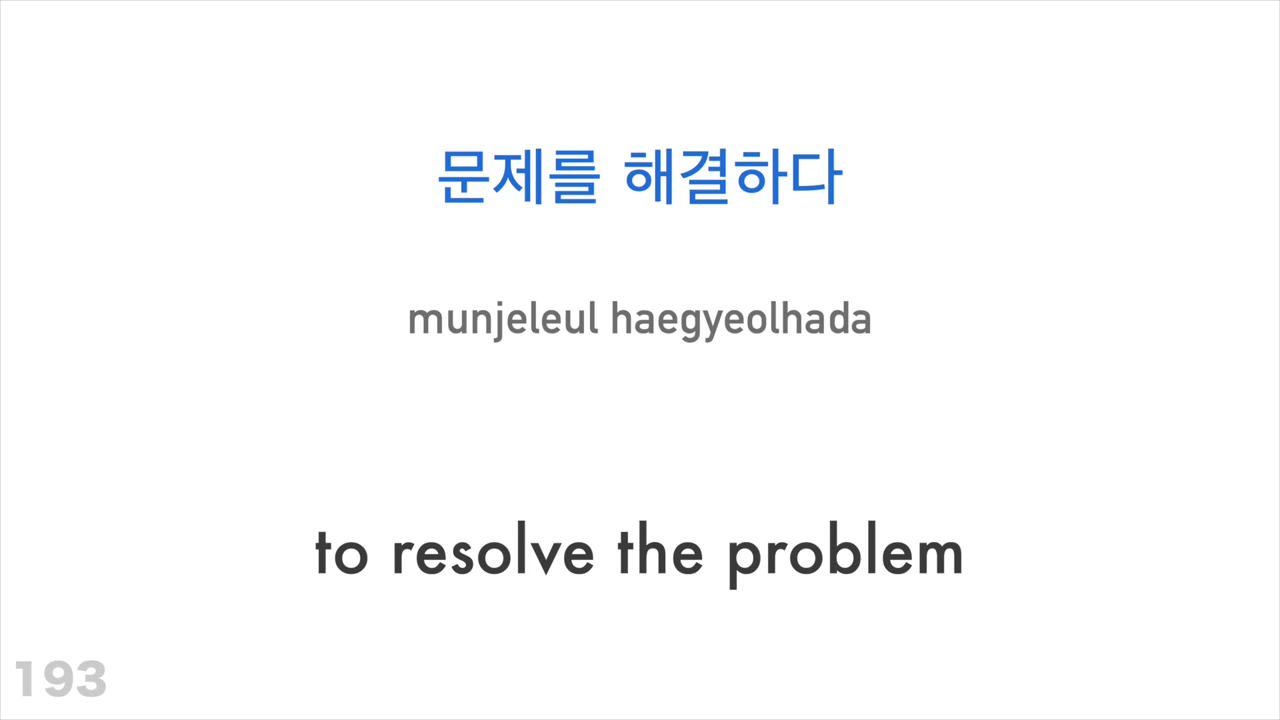 문제를 해결하다
munjeleul haegyeolhada
to resolve the problem
193